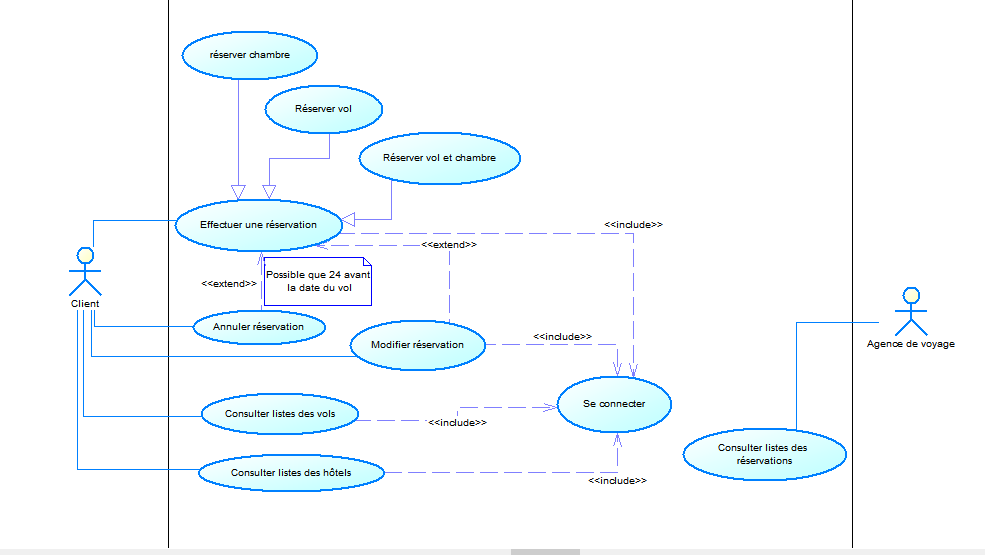 réserver chambre
Réserver vol
Réserver vol et chambre
Effectuer une réservation
<<include>>
<<extend>>
Possible que 24 avant
la date du vol
<<extend>>
Client
Annuler réservation
Modifier réservation
<<include>>
Agence de voyage
Se connecter
Consulter listes des vols
<<include>>
Consulter listes des
réservations
Consulter listes des hôtels
<<include>>